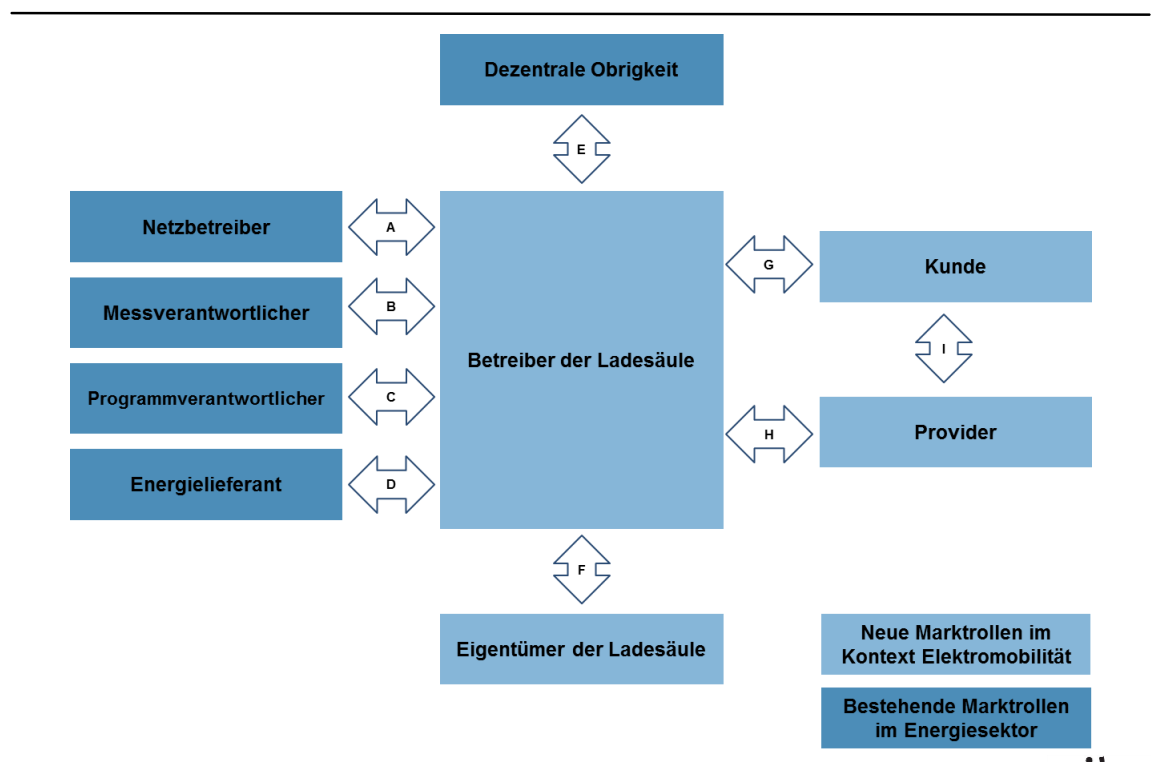 Dezentrale Obrigkeit
E
Netzbetreiber
A
Messverantwortlicher
B
Programmverantwortlicher
C
Energielieferant
D
Betreiber der Ladesäule
G
Kunde
I
H
Provider
F
Eigentümer der Ladesäule
Neue Marktrollen im
Kontext Elektromobilität
Bestehende Marktrollen
im Energiesektor